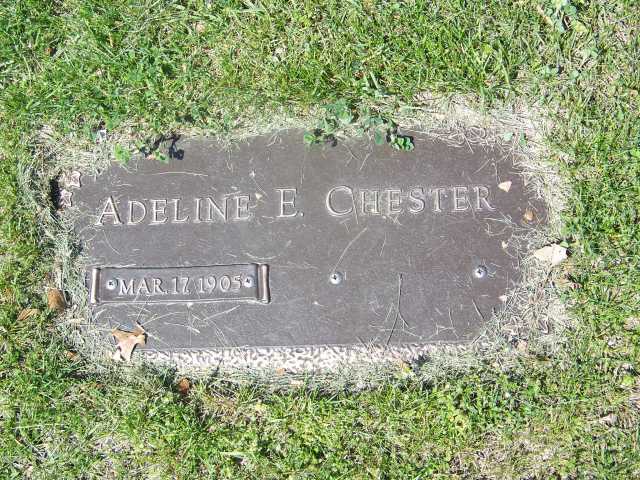 ADELINE E. CHESTER
MAR. 17, 1905